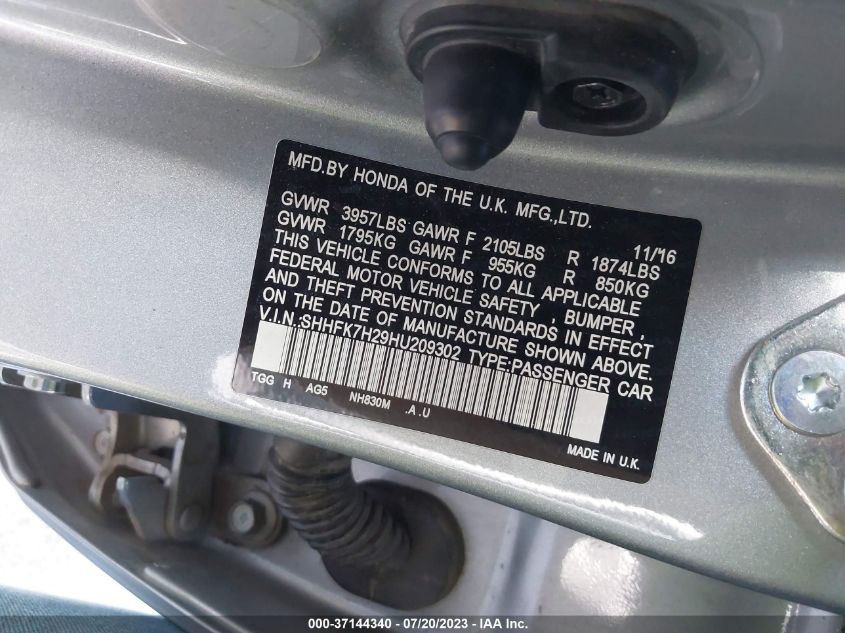 MFD.BY HONDA OF THE U.K. MFG.,LTD.
11/16
GVWR 3957LBS GAWR F 2105LBS R 1874LBS
GVWR 1795KG GAWR F 955KG R 850KG
THIS VEHICLE CONFORMS TO ALL APPLICABLE
FEDERAL MOTOR VEHICLE SAFETY , BUMPER ,
AND THEFT PREVENTION STANDARDS IN EFFECT
ON THE DATE OF MANUFACTURE SHOWN ABOVE.
V.I.N.:SHHFK7H29HU209302 TYPE:PASSENGER CAR
TGG H AG5 NH830M .A.U
MADE IN U.K.
000-37144340 / 07/20/2023 - IAA Inc.